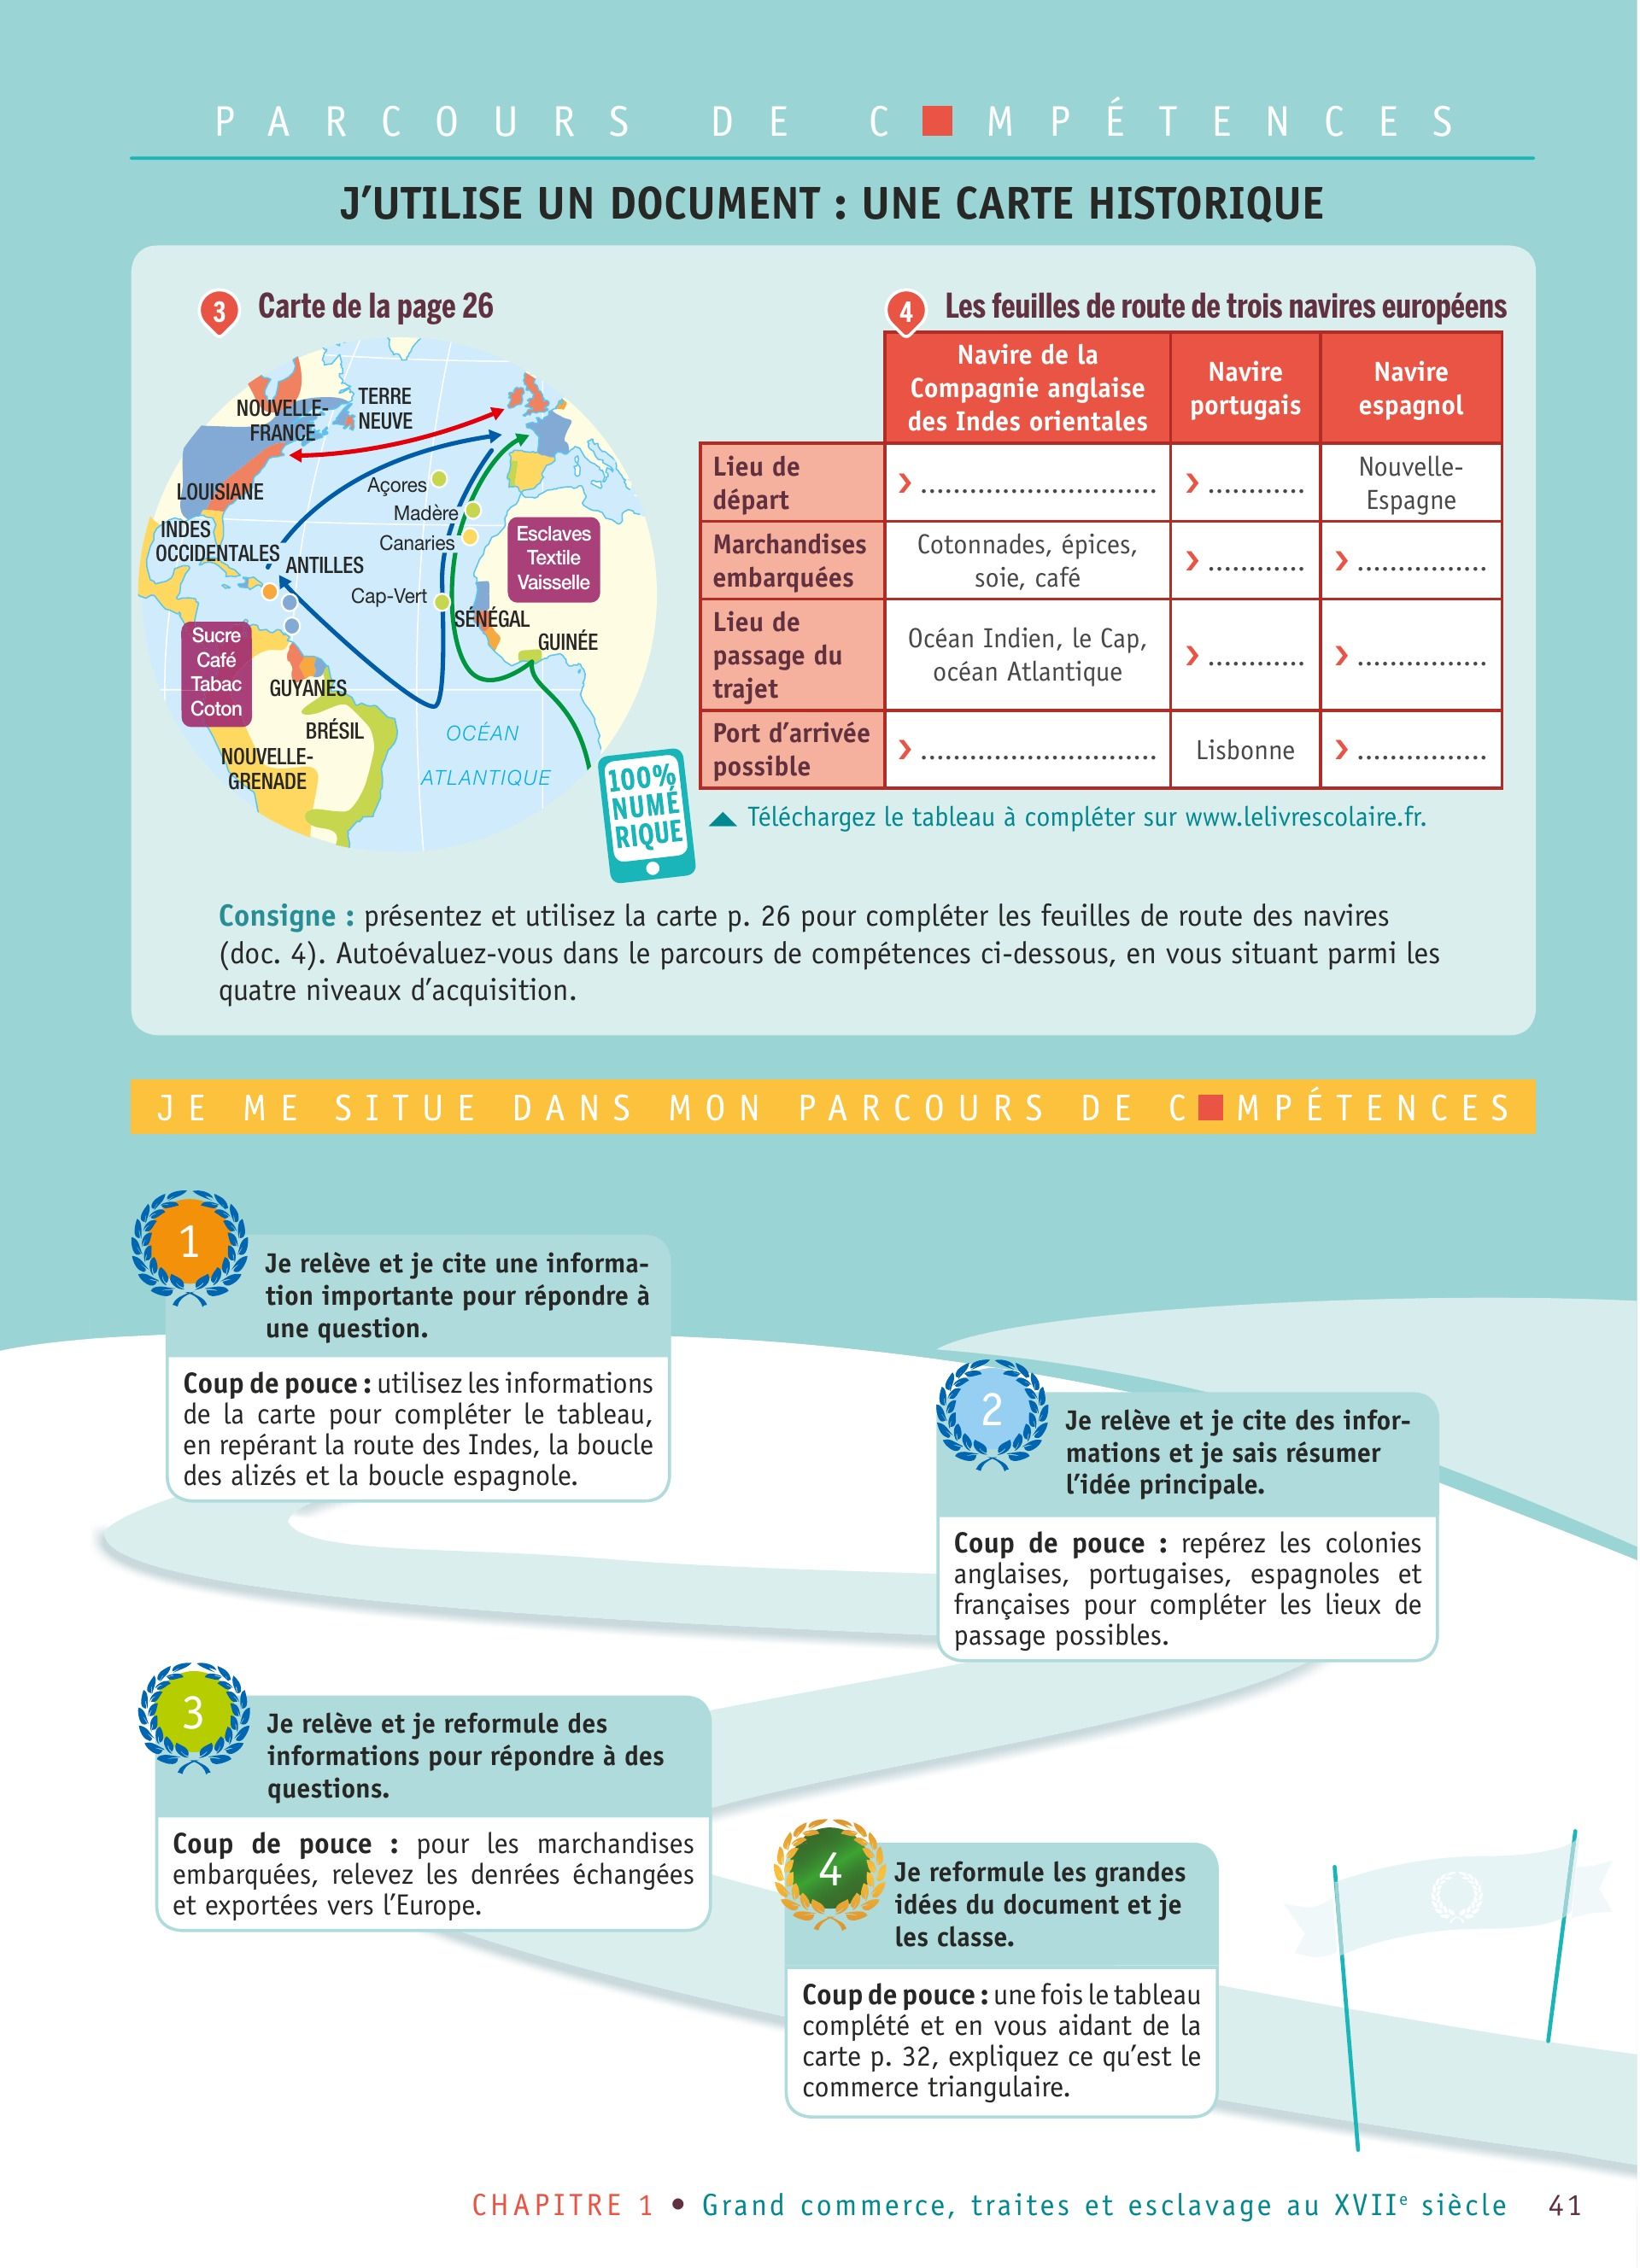 PARCOURS DE C■MPÉTENCES
J'UTILISE UN DOCUMENT : UNE CARTE HISTORIQUE
3 Carte de la page 26
TERRE
NEUVE
NOUVELLE-
FRANCE
LOUISIANE
Açores
Madère
INDES
OCCIDENTALES
Canaries
ANTILLES
Esclaves
Textile
Vaisselle
Cap-Vert
SÉNÉGAL
GUINÉE
Sucre
Café
Tabac
Coton
GUYANES
BRÉSIL
NOUVELLE-
GRENADE
OCÉAN
ATLANTIQUE
100%
NUMÉ
RIQUE
4 Les feuilles de route de trois navires européens
Navire de la
Compagnie anglaise
des Indes orientales
Navire
portugais
Navire
espagnol
Lieu de
départ
› ..............................
› ............
Nouvelle-
Espagne
Marchandises
embarquées
Cotonnades, épices,
soie, café
› ............
› ................
Lieu de
passage du
trajet
Océan Indien, le Cap,
océan Atlantique
› ............
› ................
Port d'arrivée
possible
› ..............................
Lisbonne
› ................
Téléchargez le tableau à compléter sur www.lelivrescolaire.fr.
Consigne : présentez et utilisez la carte p. 26 pour compléter les feuilles de route des navires
(doc. 4). Autoévaluez-vous dans le parcours de compétences ci-dessous, en vous situant parmi les
quatre niveaux d'acquisition.
JE ME SITUE DANS MON PARCOURS DE C■MPÉTENCES
1
Je relève et je cite une informa-
tion importante pour répondre à
une question.
Coup de pouce : utilisez les informations
de la carte pour compléter le tableau,
en repérant la route des Indes, la boucle
des alizés et la boucle espagnole.
2
Je relève et je cite des infor-
mations et je sais résumer
l'idée principale.
Coup de pouce : repérez les colonies
anglaises, portugaises, espagnoles et
françaises pour compléter les lieux de
passage possibles.
3
Je relève et je reformule des
informations pour répondre à des
questions.
Coup de pouce : pour les marchandises
embarquées, relevez les denrées échangées
et exportées vers l'Europe.
4
Je reformule les grandes
idées du document et je
les classe.
Coup de pouce : une fois le tableau
complété et en vous aidant de la
carte p. 32, expliquez ce qu'est le
commerce triangulaire.
CHAPITRE 1 • Grand commerce, traites et esclavage au XVIIe siècle 41